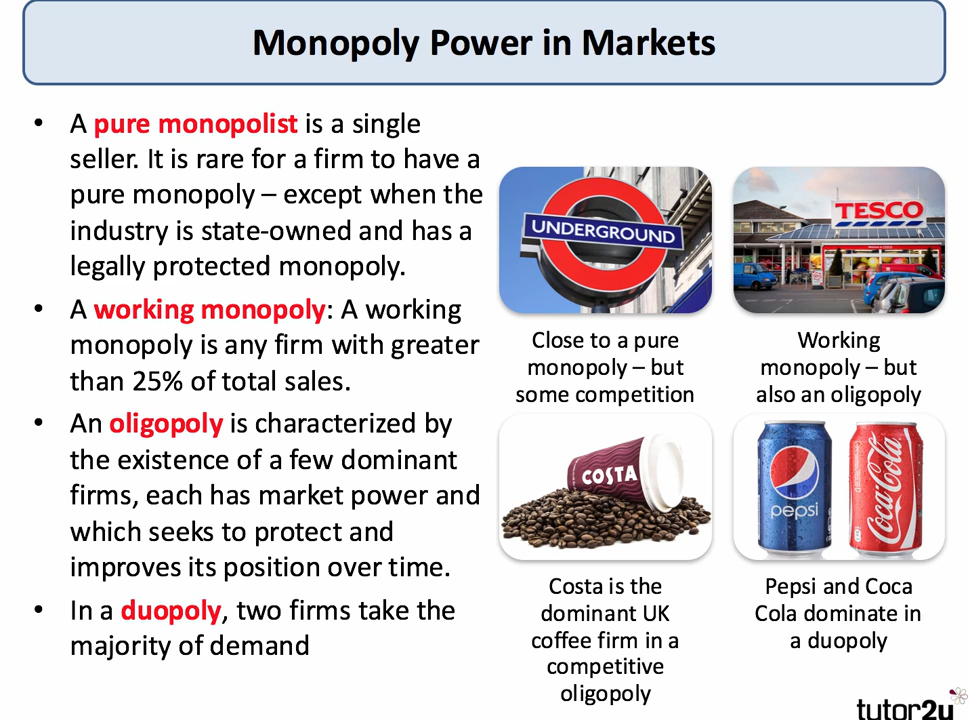 Monopoly Power in Markets
• A pure monopolist is a single
seller. It is rare for a firm to have a
pure monopoly – except when the
industry is state-owned and has a
legally protected monopoly.
• A working monopoly: A working
monopoly is any firm with greater
than 25% of total sales.
• An oligopoly is characterized by
the existence of a few dominant
firms, each has market power and
which seeks to protect and
improves its position over time.
• In a duopoly, two firms take the
majority of demand
UNDERGROUND
Close to a pure
monopoly – but
some competition
TESCO
Working
monopoly – but
also an oligopoly
COSTA
Costa is the
dominant UK
coffee firm in a
competitive
oligopoly
pepsi
Coca-Cola
Pepsi and Coca
Cola dominate in
a duopoly
tutor2u